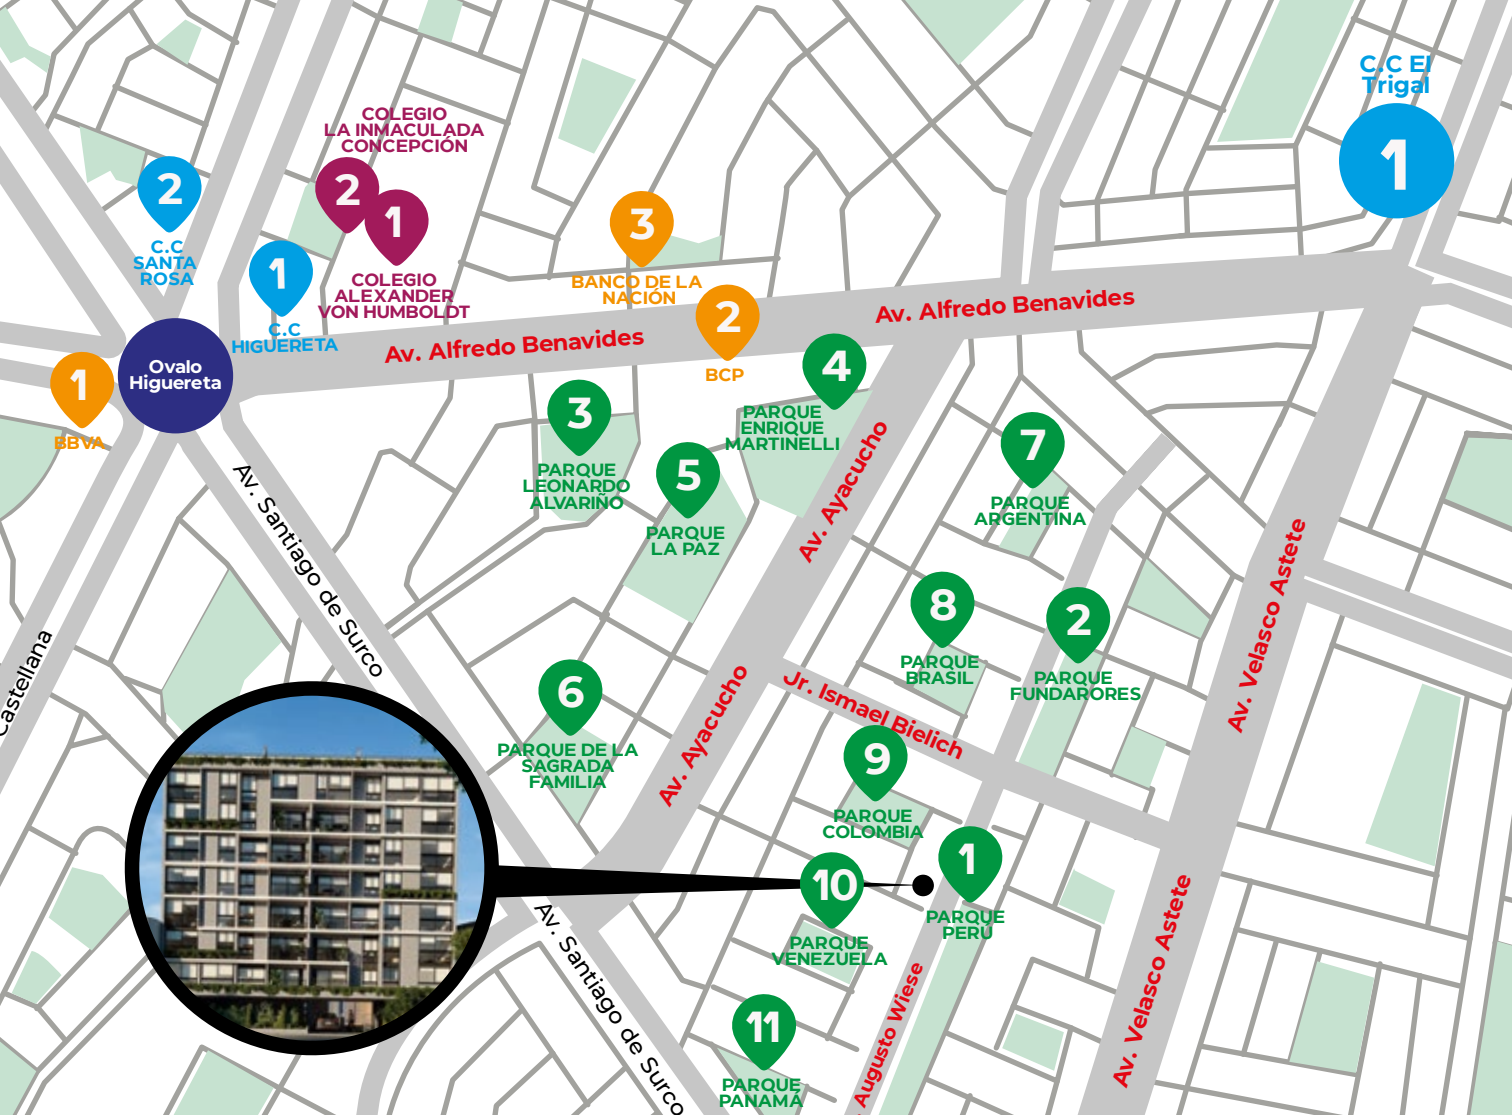 C.C El
Trigal
1
COLEGIO
LA INMACULADA
CONCEPCIÓN
2
1
COLEGIO
ALEXANDER
VON HUMBOLDT
2
C.C
SANTA
ROSA
1
C.C
HIGUERETA
3
BANCO DE LA
NACIÓN
2
BCP
Av. Alfredo Benavides
Av. Alfredo Benavides
Ovalo
Higuereta
1
BBVA
4
PARQUE
ENRIQUE
MARTINELLI
3
PARQUE
LEONARDO
ALVARIÑO
5
PARQUE
LA PAZ
7
PARQUE
ARGENTINA
Av. Ayacucho
Av. Santiago de Surco
Av. Velasco Astete
Castellana
8
PARQUE
BRASIL
2
PARQUE
FUNDARORES
6
PARQUE DE LA
SAGRADA
FAMILIA
Av. Ayacucho
Jr. Ismael Bielich
9
PARQUE
COLOMBIA
1
PARQUE
PERÚ
10
PARQUE
VENEZUELA
Av. Santiago de Surco
Augusto Wiese
Av. Velasco Astete
11
PARQUE
PANAMÁ